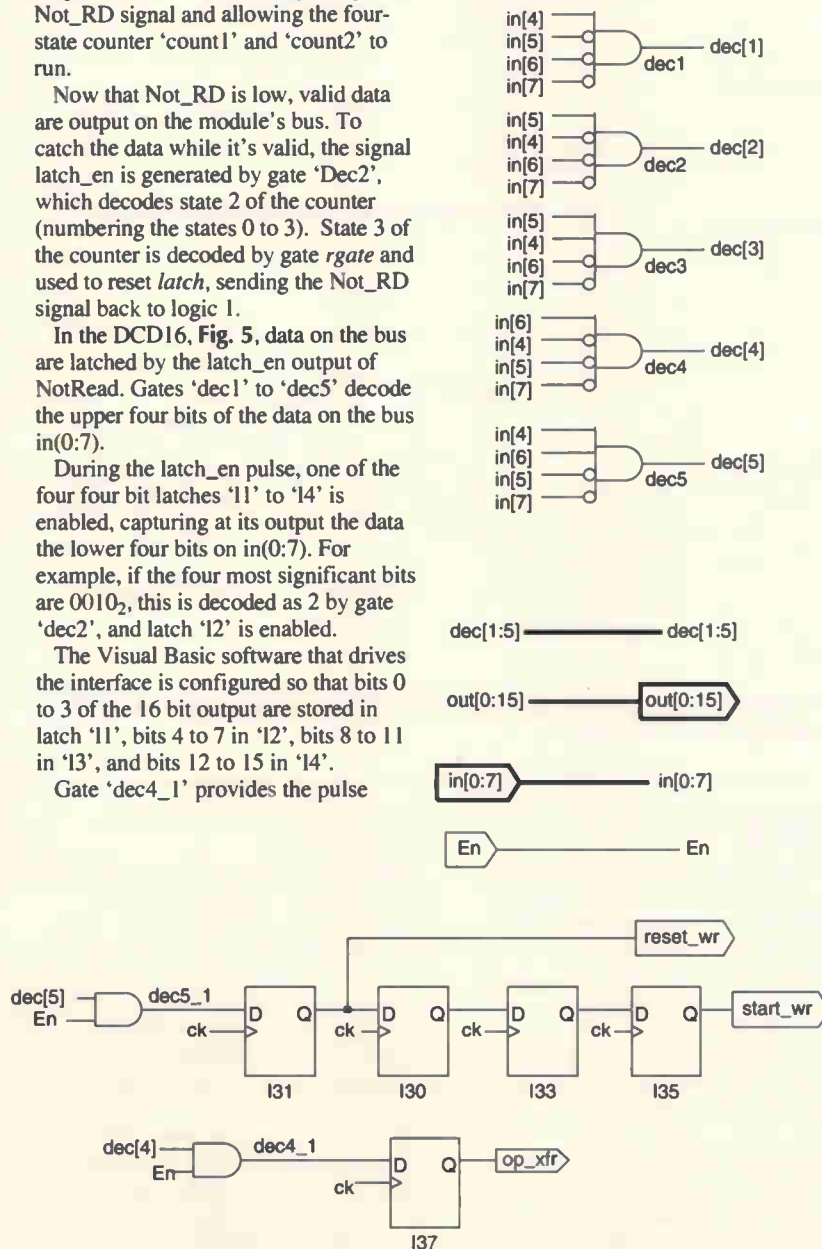 Not_RD signal and allowing the four-
state counter 'count1' and 'count2' to
run.
Now that Not_RD is low, valid data
are output on the module's bus. To
catch the data while it's valid, the signal
latch_en is generated by gate 'Dec2',
which decodes state 2 of the counter
(numbering the states 0 to 3). State 3 of
the counter is decoded by gate rgate and
used to reset latch, sending the Not_RD
signal back to logic 1.
In the DCD16, Fig. 5, data on the bus
are latched by the latch_en output of
NotRead. Gates 'dec1' to 'dec5' decode
the upper four bits of the data on the bus
in(0:7).
During the latch_en pulse, one of the
four four bit latches 'l1' to 'l4' is
enabled, capturing at its output the data
the lower four bits on in(0:7). For
example, if the four most significant bits
are 0010₂, this is decoded as 2 by gate
'dec2', and latch 'l2' is enabled.
The Visual Basic software that drives
the interface is configured so that bits 0
to 3 of the 16 bit output are stored in
latch 'l1', bits 4 to 7 in 'l2', bits 8 to 11
in 'l3', and bits 12 to 15 in 'l4'.
Gate 'dec4_1' provides the pulse
in[4]
in[5]
in[6]
in[7]
dec1
dec[1]
in[5]
in[4]
in[6]
in[7]
dec2
dec[2]
in[5]
in[4]
in[6]
in[7]
dec3
dec[3]
in[6]
in[4]
in[5]
in[7]
dec4
dec[4]
in[4]
in[6]
in[5]
in[7]
dec5
dec[5]
dec[1:5] dec[1:5]
out[0:15] out[0:15]
in[0:7] in[0:7]
En En
reset_wr
dec[5]
En
dec5_1
ck
D Q
I31
ck
D Q
I30
ck
D Q
I33
ck
D Q
I35
start_wr
dec[4]
En
dec4_1
ck
D Q
I37
op_xfr